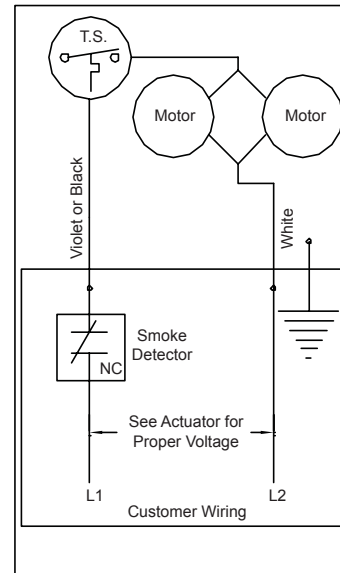 T.S.
Motor
Motor
Violet or Black
White
Smoke
Detector
NC
See Actuator for
Proper Voltage
L1
L2
Customer Wiring